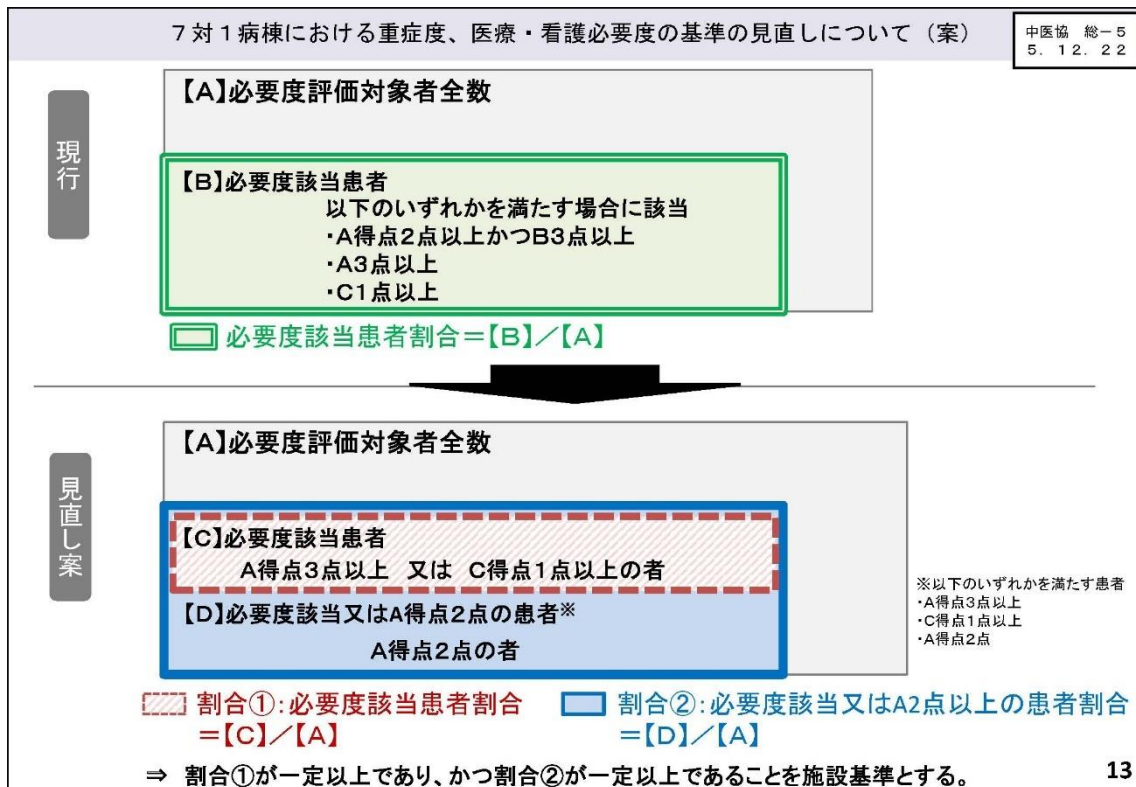 7対1病棟における重症度、医療・看護必要度の基準の見直しについて(案)
中医協 総-5
5.12.22
現行
【A】必要度評価対象者全数
【B】必要度該当患者
以下のいずれかを満たす場合に該当
・A得点2点以上かつB3点以上
・A3点以上
・C1点以上
必要度該当患者割合=【B】/【A】
見直し案
【A】必要度評価対象者全数
【C】必要度該当患者
A得点3点以上 又は C得点1点以上の者
【D】必要度該当又はA得点2点の患者※
A得点2点の者
※以下のいずれかを満たす患者
・A得点3点以上
・C得点1点以上
・A得点2点
割合①:必要度該当患者割合
=【C】/【A】
割合②:必要度該当又はA2点以上の患者割合
=【D】/【A】
⇒ 割合①が一定以上であり、かつ割合②が一定以上であることを施設基準とする。
13